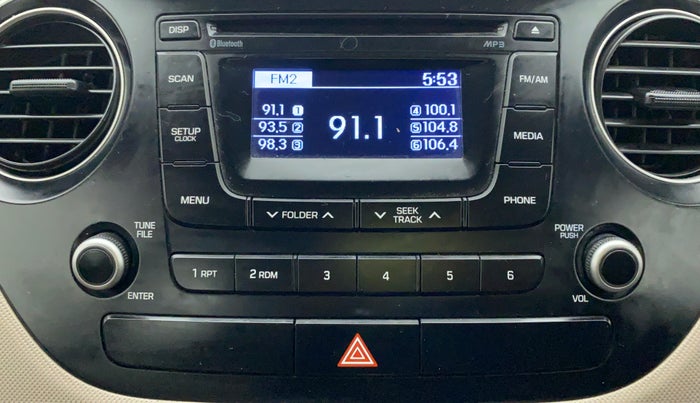 DISP
Bluetooth
MP3
SCAN
FM2 5:53
FM/AM
91.1 1 4 100.1
93.5 2 91.1 5 104.8
98.3 3 6 106.4
SETUP
CLOCK
MEDIA
MENU
FOLDER
SEEK
TRACK
PHONE
TUNE
FILE
POWER
PUSH
1 RPT 2 RDM 3 4 5 6
ENTER
VOL